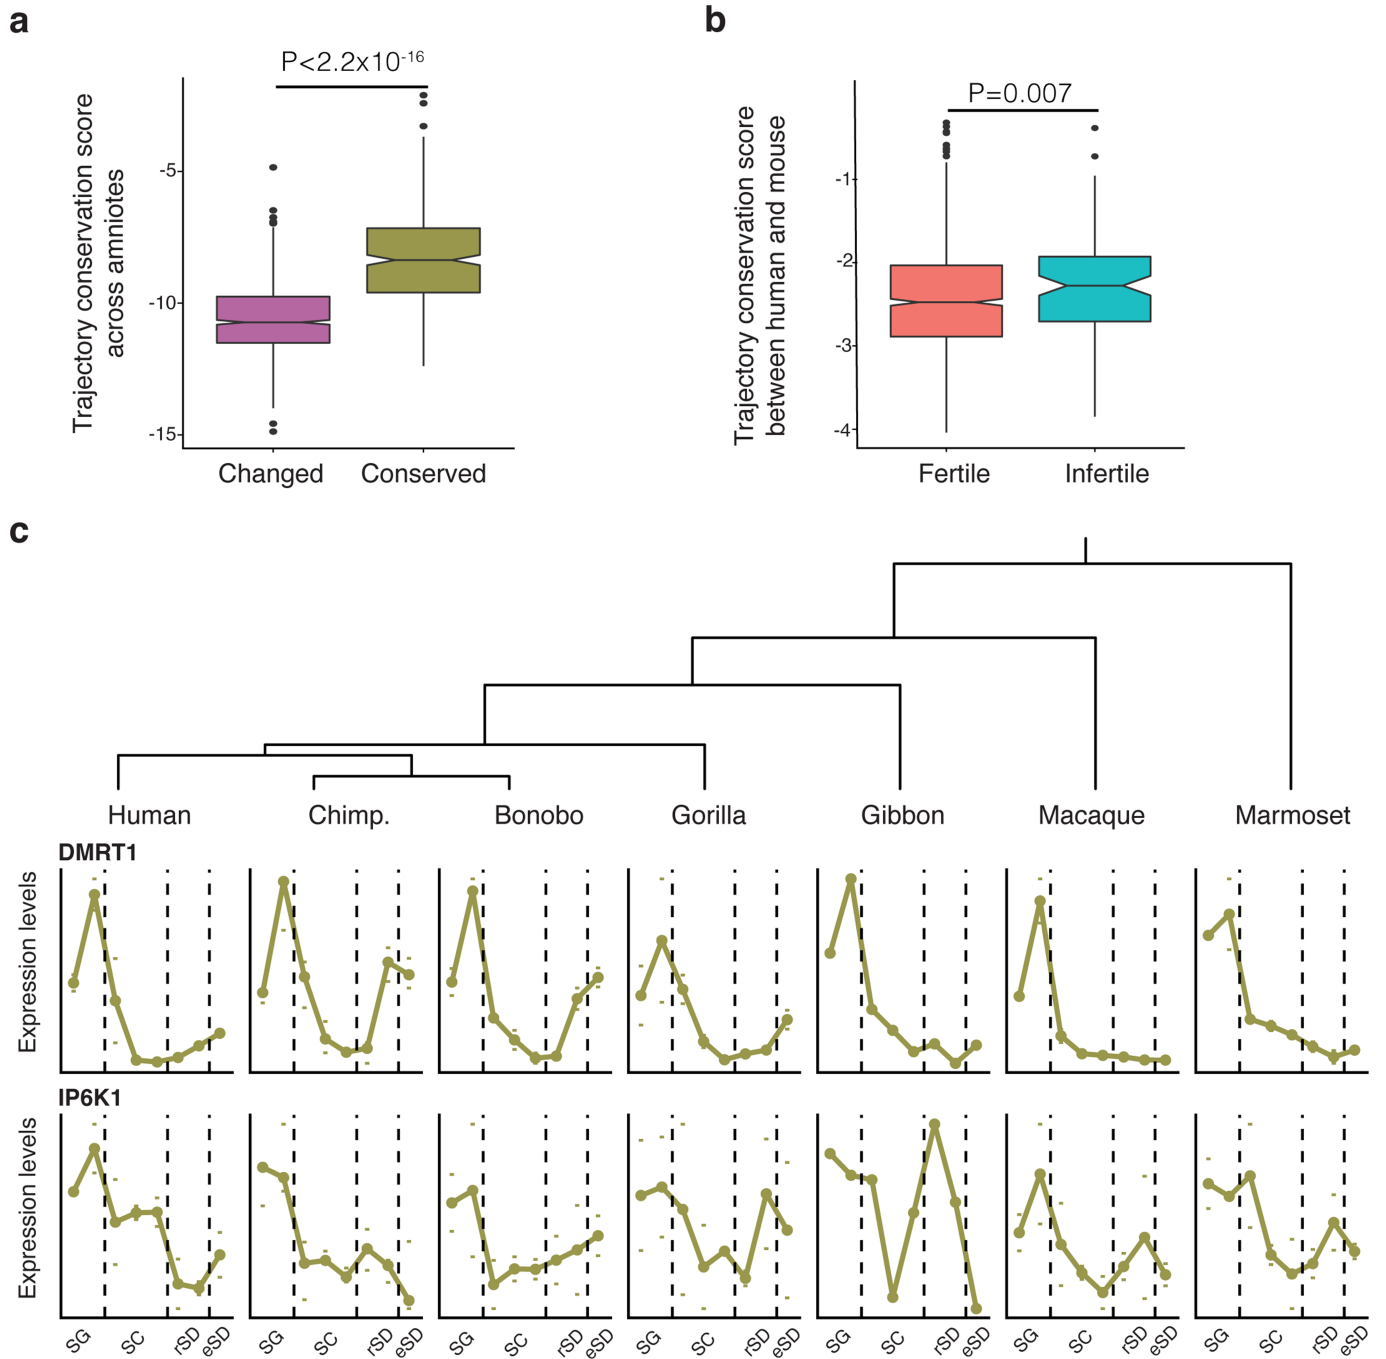 a
P<2.2x10⁻¹⁶
Trajectory conservation score
across amniotes
-5
-10
-15
Changed Conserved
b
P=0.007
Trajectory conservation score
between human and mouse
-1
-2
-3
-4
Fertile Infertile
c
Human Chimp. Bonobo Gorilla Gibbon Macaque Marmoset
DMRT1
Expression levels
IP6K1
Expression levels
SG SC rSD eSD SG SC rSD eSD SG SC rSD eSD SG SC rSD eSD SG SC rSD eSD SG SC rSD eSD SG SC rSD eSD